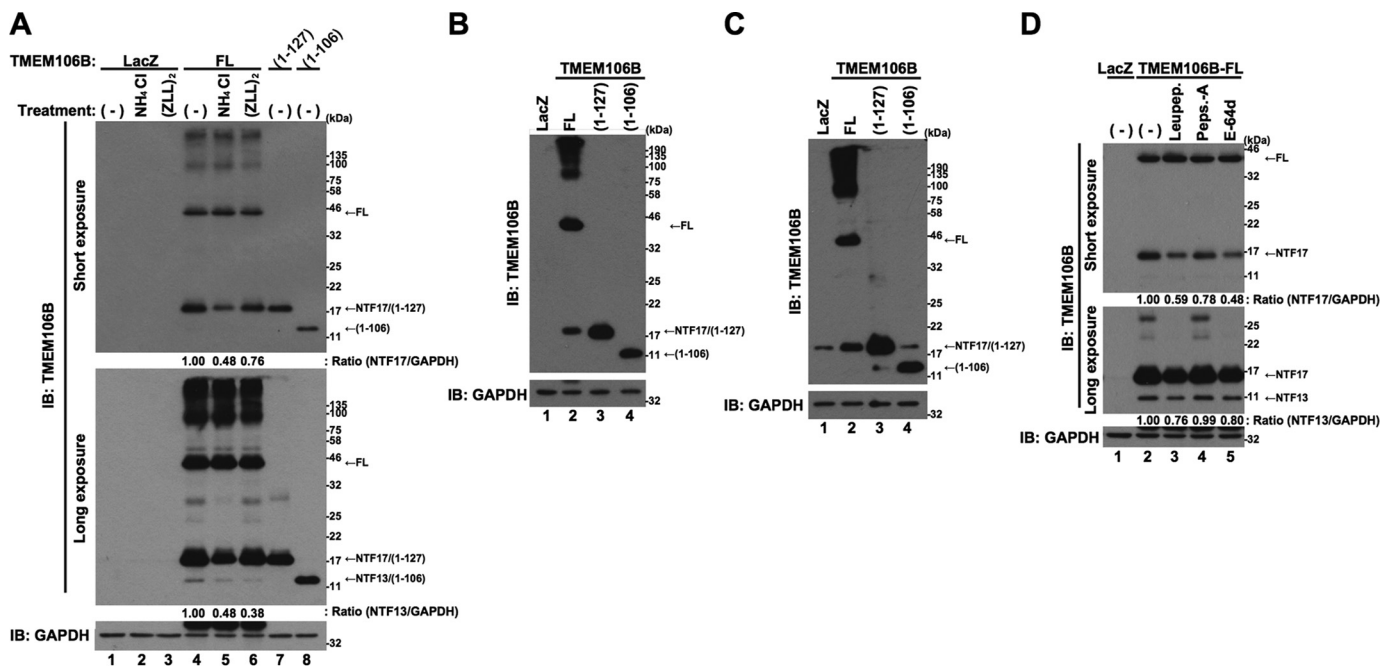 A
TMEM106B: LacZ FL (1-127) (1-106)
Treatment: (-) NH₄Cl (ZLL)₂ (-) NH₄Cl (ZLL)₂ (-) (-)
(kDa)
IB: TMEM106B
Short exposure
-135
-100
-75
-58
-46 ←FL
-32
-25
-22
-17 ←NTF17/(1-127)
←(1-106)
-11
1.00 0.48 0.76 : Ratio (NTF17/GAPDH)
Long exposure
-135
-100
-75
-58
-46
←FL
-32
-25
-22
-17 ←NTF17/(1-127)
←NTF13/(1-106)
-11
1.00 0.48 0.38 : Ratio (NTF13/GAPDH)
IB: GAPDH
-32
1 2 3 4 5 6 7 8
B
TMEM106B
LacZ FL (1-127) (1-106)
(kDa)
IB: TMEM106B
-190
-135
-100
-75
-58
-46
←FL
-32
-25
-22
-17 ←NTF17/(1-127)
-11 ←(1-106)
IB: GAPDH
-32
1 2 3 4
C
TMEM106B
LacZ FL (1-127) (1-106)
(kDa)
IB: TMEM106B
-190
-135
-100
-75
-58
-46 ←FL
-32
-25
-22
←NTF17/(1-127)
-17
←(1-106)
-11
IB: GAPDH
-32
1 2 3 4
D
LacZ TMEM106B-FL
(-) (-) Leupep. Peps.-A E-64d
(kDa)
IB: TMEM106B
Short exposure
-46
←FL
-32
-25
-22
-17 ←NTF17
-11
1.00 0.59 0.78 0.48 : Ratio (NTF17/GAPDH)
Long exposure
-25
-22
-17 ←NTF17
-11 ←NTF13
1.00 0.76 0.99 0.80 : Ratio (NTF13/GAPDH)
IB: GAPDH
-32
1 2 3 4 5